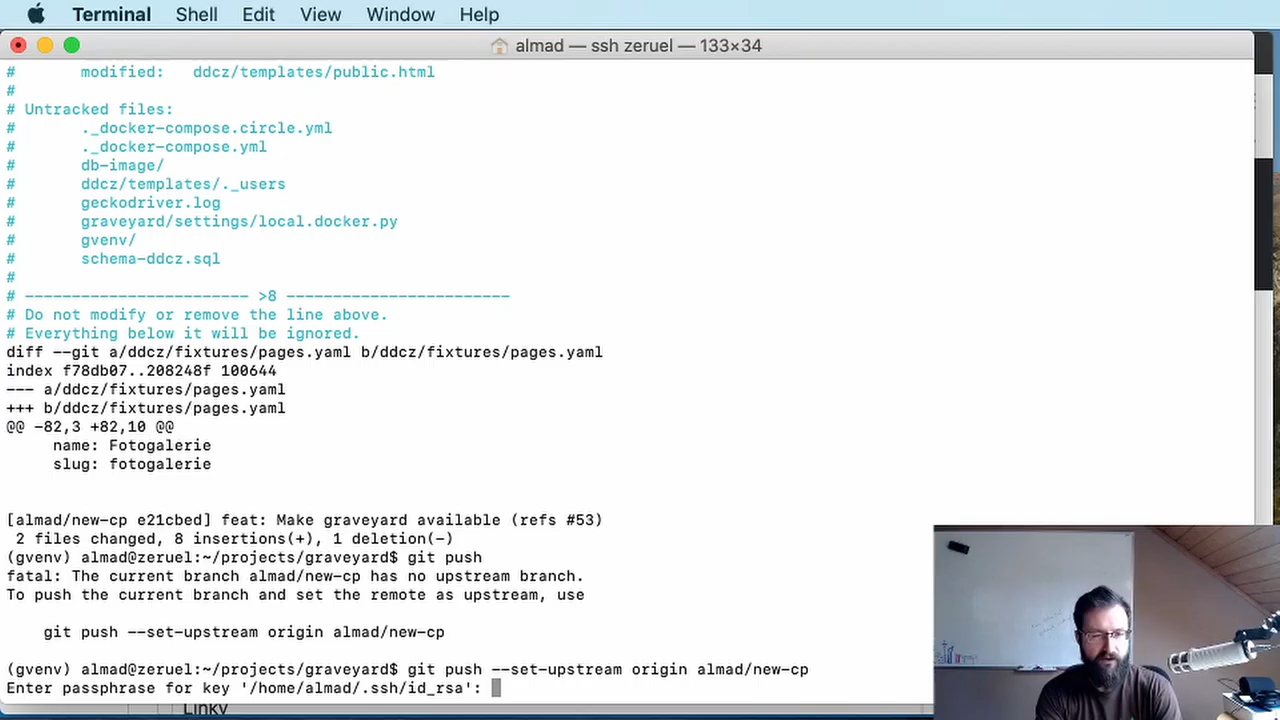 Terminal Shell Edit View Window Help
almad — ssh zeruel — 133×34
#       modified:   ddcz/templates/public.html
#
# Untracked files:
#       ._docker-compose.circle.yml
#       ._docker-compose.yml
#       db-image/
#       ddcz/templates/._users
#       geckodriver.log
#       graveyard/settings/local.docker.py
#       gvenv/
#       schema-ddcz.sql
#
# ------------------------ >8 ------------------------
# Do not modify or remove the line above.
# Everything below it will be ignored.
diff --git a/ddcz/fixtures/pages.yaml b/ddcz/fixtures/pages.yaml
index f78db07..208248f 100644
--- a/ddcz/fixtures/pages.yaml
+++ b/ddcz/fixtures/pages.yaml
@@ -82,3 +82,10 @@
     name: Fotogalerie
     slug: fotogalerie
[almad/new-cp e21cbed] feat: Make graveyard available (refs #53)
 2 files changed, 8 insertions(+), 1 deletion(-)
(gvenv) almad@zeruel:~/projects/graveyard$ git push
fatal: The current branch almad/new-cp has no upstream branch.
To push the current branch and set the remote as upstream, use
    git push --set-upstream origin almad/new-cp
(gvenv) almad@zeruel:~/projects/graveyard$ git push --set-upstream origin almad/new-cp
Enter passphrase for key '/home/almad/.ssh/id_rsa':
Linky